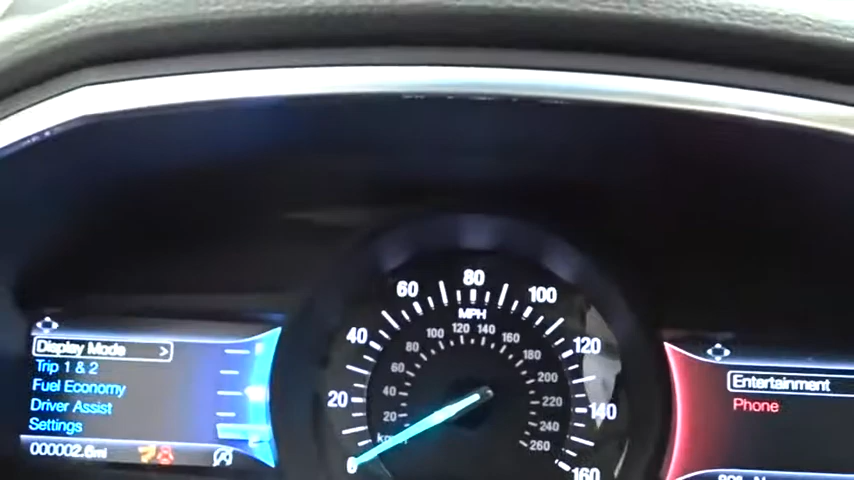 Display Mode >
Trip 1 & 2
Fuel Economy
Driver Assist
Settings
000002.6mi
MPH
0
20
40
60
80
100
120
140
160
20
40
60
80
100
120
140
160
180
200
220
240
260
Entertainment
Phone